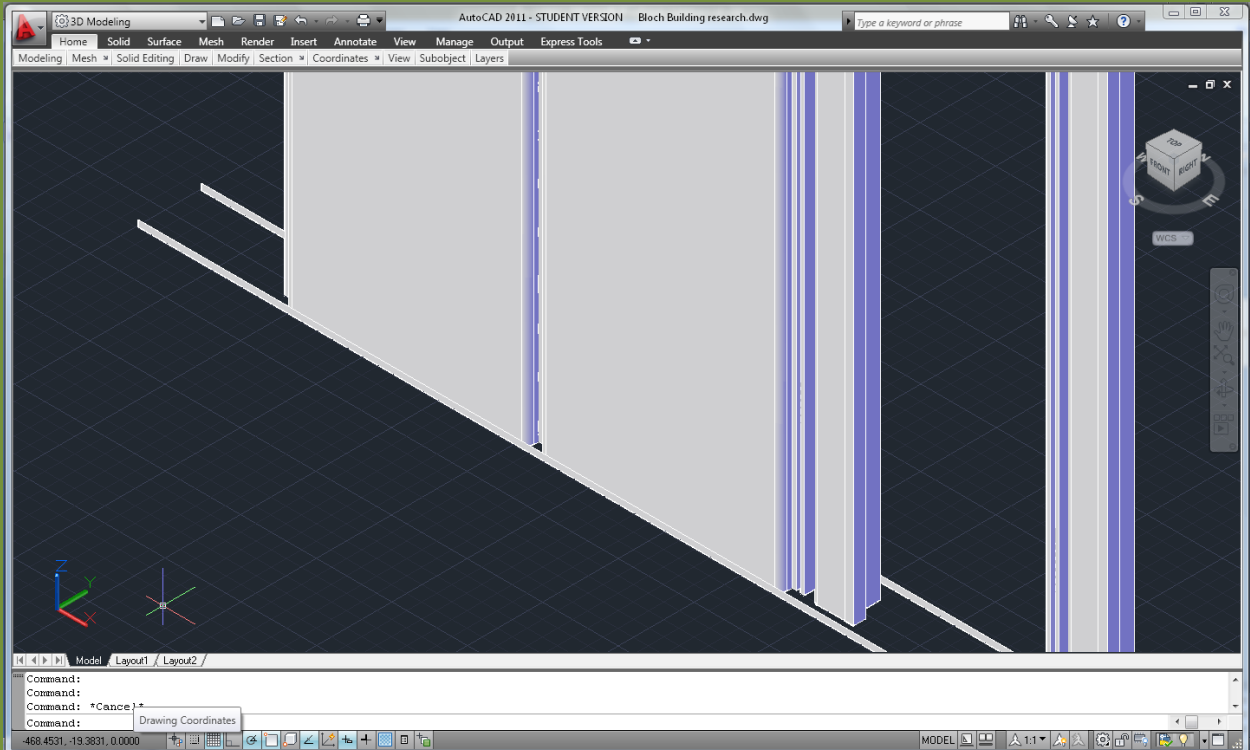 3D Modeling
AutoCAD 2011 - STUDENT VERSION Bloch Building research.dwg
Type a keyword or phrase
Home Solid Surface Mesh Render Insert Annotate View Manage Output Express Tools
Modeling Mesh Solid Editing Draw Modify Section Coordinates View Subobject Layers
TOP
FRONT RIGHT
W N
S E
WCS
Z
Y
X
Model Layout1 Layout2
Command:
Command:
Command: *Cancel*
Drawing Coordinates
Command:
-468.4531, -19.3831, 0.0000
MODEL
1:1